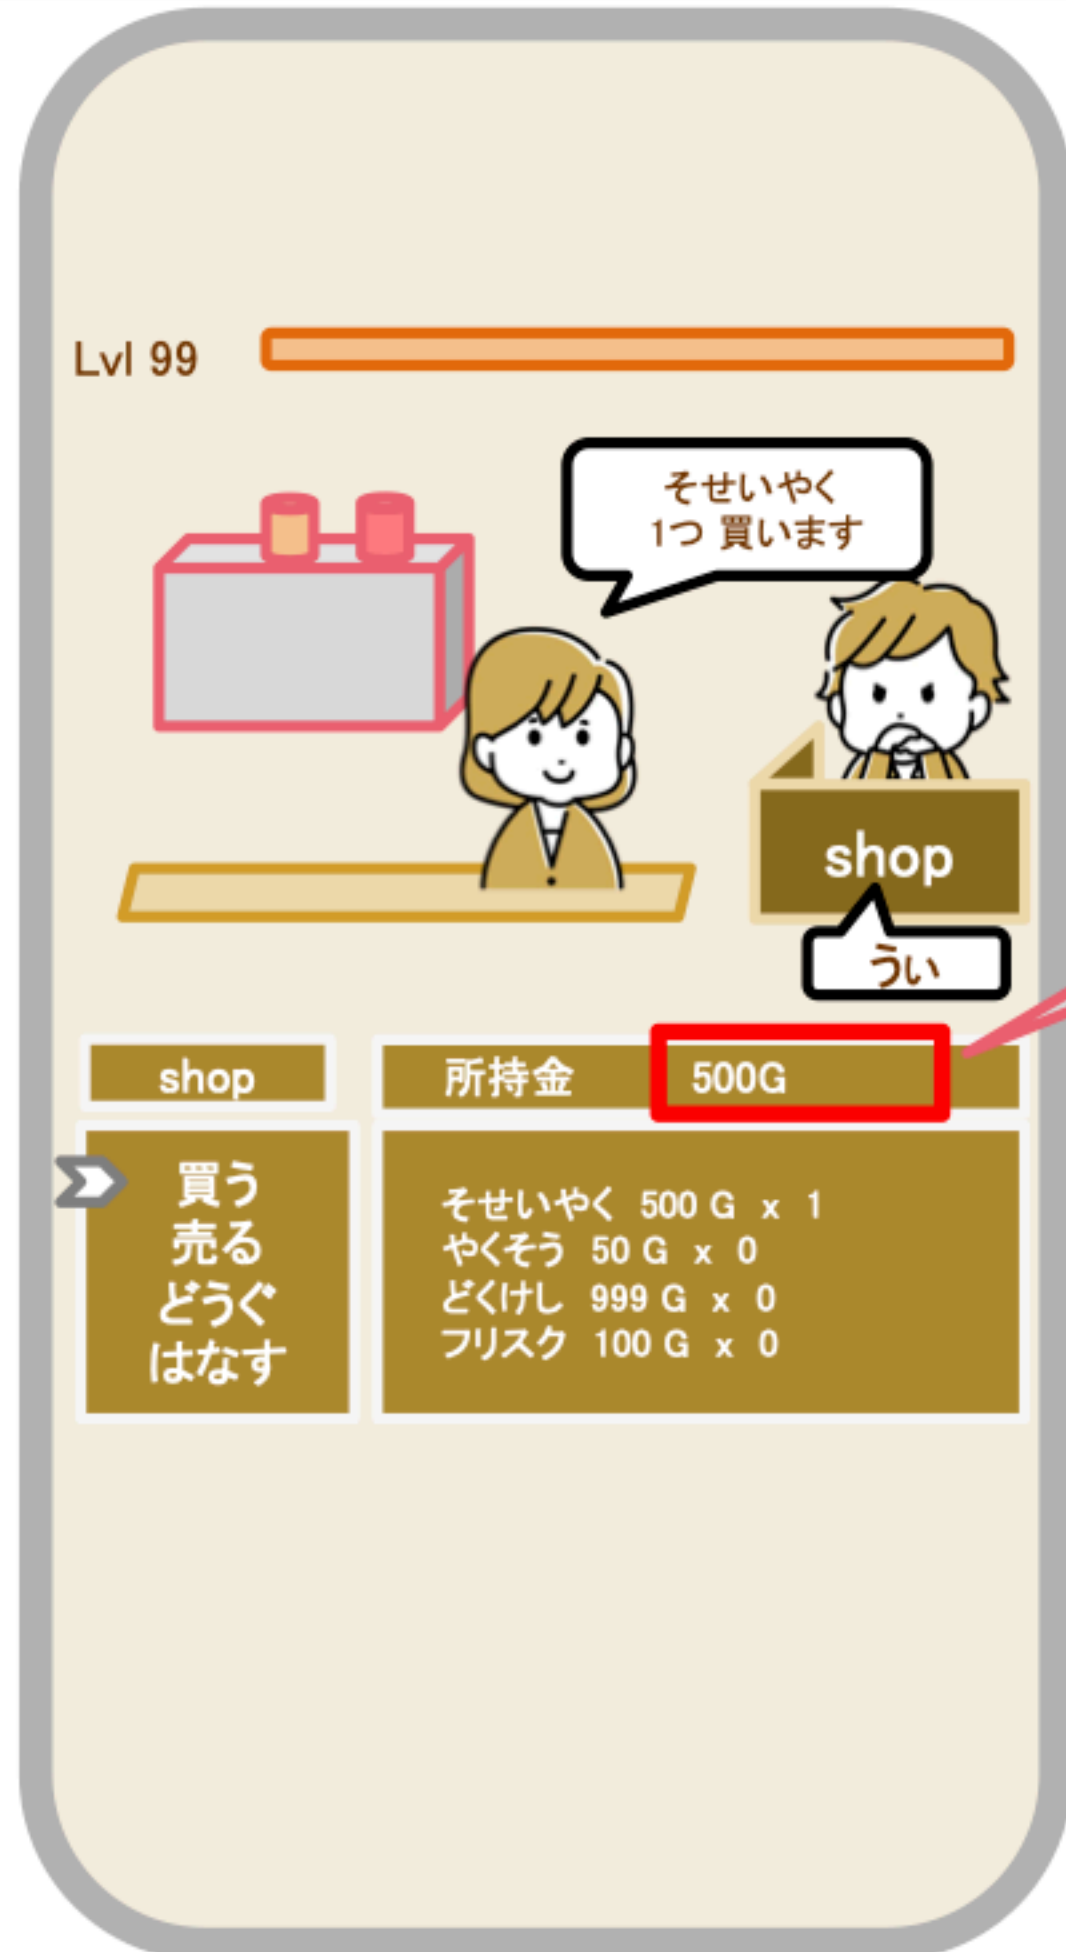 Lvl 99
そせいやく
1つ 買います
shop
うい
shop
所持金 500G
買う
売る
どうぐ
はなす
そせいやく 500 G x 1
やくそう 50 G x 0
どくけし 999 G x 0
フリスク 100 G x 0